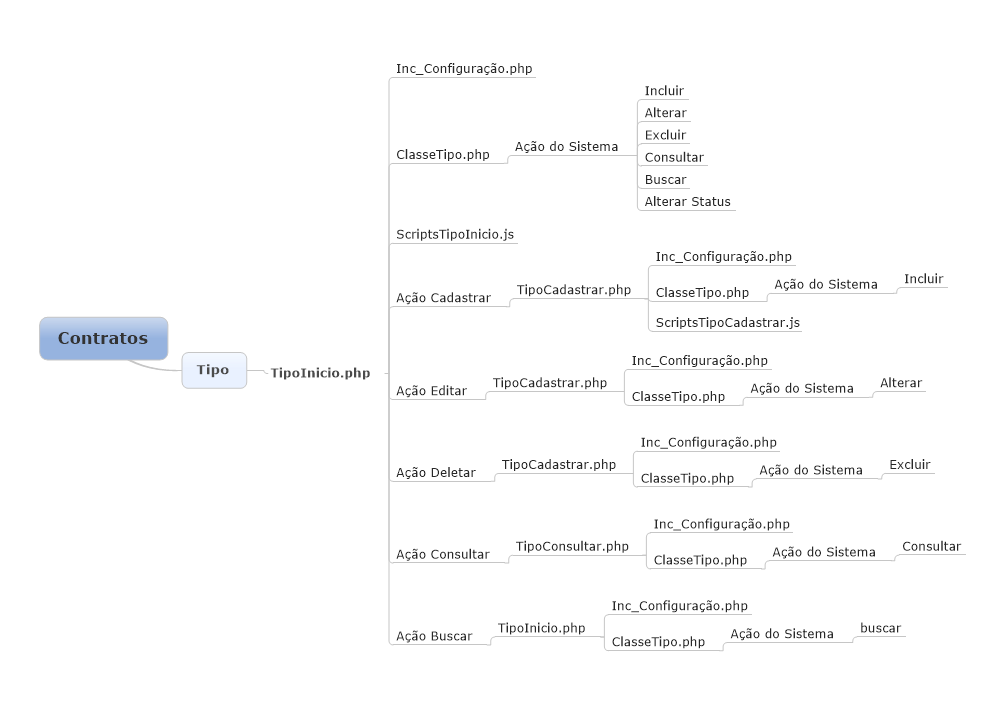 Contratos
Tipo
TipoInicio.php
Inc_Configuração.php
ClasseTipo.php
Ação do Sistema
Incluir
Alterar
Excluir
Consultar
Buscar
Alterar Status
ScriptsTipoInicio.js
Ação Cadastrar
TipoCadastrar.php
Inc_Configuração.php
ClasseTipo.php
Ação do Sistema
Incluir
ScriptsTipoCadastrar.js
Ação Editar
TipoCadastrar.php
Inc_Configuração.php
ClasseTipo.php
Ação do Sistema
Alterar
Ação Deletar
TipoCadastrar.php
Inc_Configuração.php
ClasseTipo.php
Ação do Sistema
Excluir
Ação Consultar
TipoConsultar.php
Inc_Configuração.php
ClasseTipo.php
Ação do Sistema
Consultar
Ação Buscar
TipoInicio.php
Inc_Configuração.php
ClasseTipo.php
Ação do Sistema
buscar